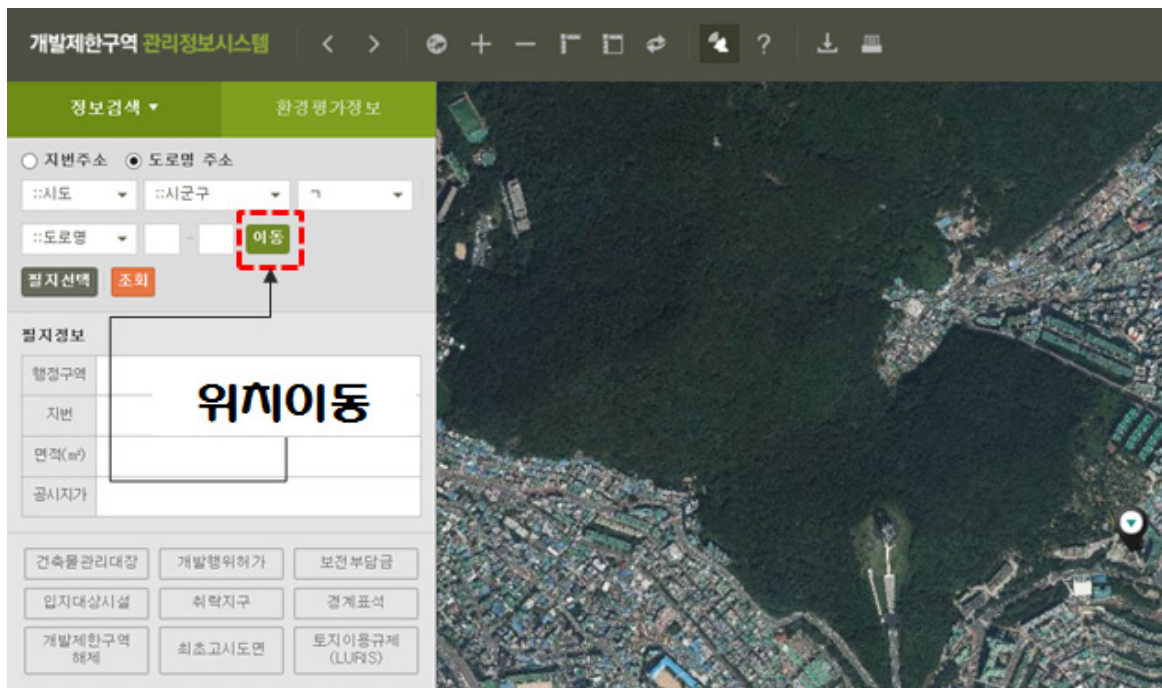 개발제한구역 관리정보시스템
?
정보검색 ▼
환경평가정보
지번주소 도로명 주소
::시도 ::시군구 ㄱ
::도로명 - 이동
필지선택 조회
필지정보
행정구역
위치이동
지번
면적(㎡)
공시지가
건축물관리대장 개발행위허가 보전부담금
입지대상시설 취락지구 경계표석
개발제한구역
해제
최초고시도면
토지이용규제
(LURIS)